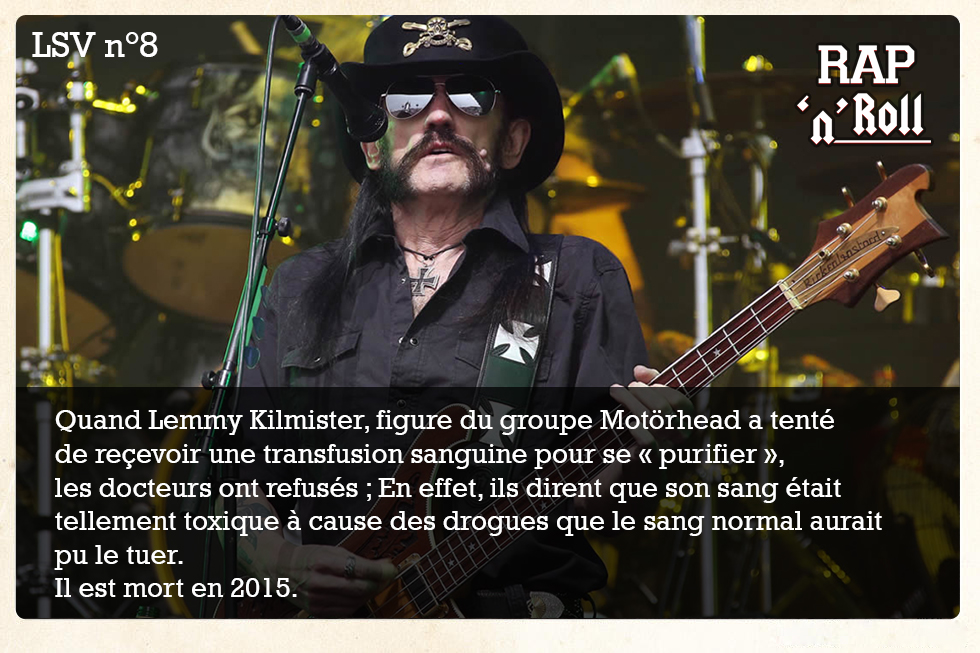 LSV n°8
RAP
'n' Roll
Rickenbastard
Quand Lemmy Kilmister, figure du groupe Motörhead a tenté
de reçevoir une transfusion sanguine pour se « purifier »,
les docteurs ont refusés ; En effet, ils dirent que son sang était
tellement toxique à cause des drogues que le sang normal aurait
pu le tuer.
Il est mort en 2015.